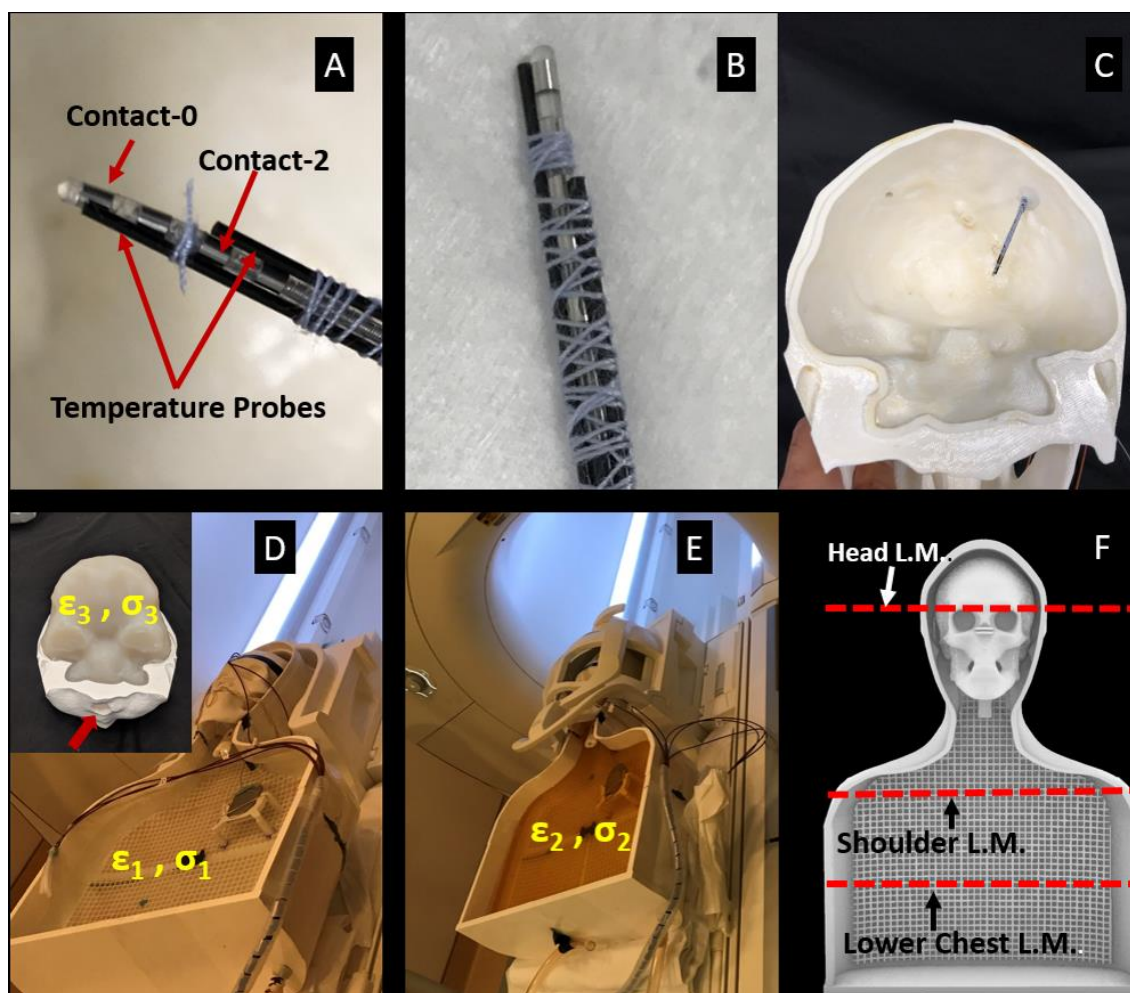 A
Contact-0
Contact-2
Temperature Probes
B
C
D
ε₃ , σ₃
ε₁ , σ₁
E
ε₂ , σ₂
F
Head L.M..
Shoulder L.M.
Lower Chest L.M..